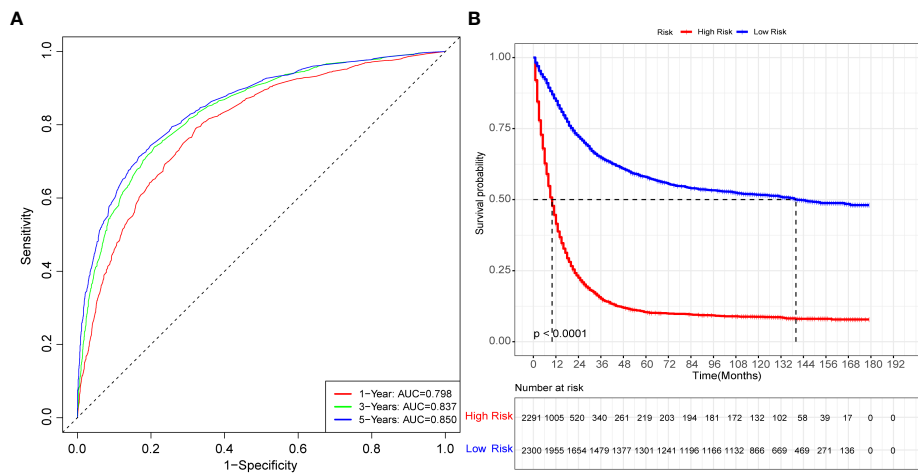 A
Sensitivity
1.0
0.8
0.6
0.4
0.2
0.0
0.0 0.2 0.4 0.6 0.8 1.0
1−Specificity
1−Year: AUC=0.798
3−Years: AUC=0.837
5−Years: AUC=0.850
B
Risk High Risk Low Risk
Survival probability
1.00
0.75
0.50
0.25
0.00
p < 0.0001
0 12 24 36 48 60 72 84 96 108 120 132 144 156 168 180 192
Time(Months)
Number at risk
High Risk 2291 1005 520 340 261 219 203 194 181 172 132 102 58 39 17 0 0
Low Risk 2300 1955 1654 1479 1377 1301 1241 1196 1166 1132 866 669 469 271 136 0 0